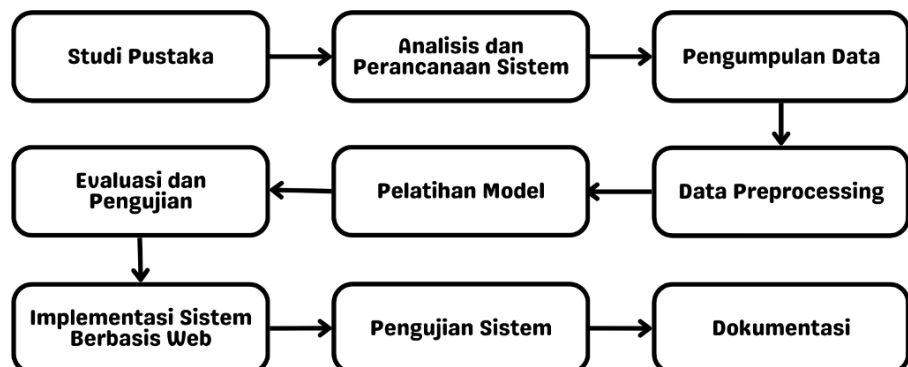 Studi Pustaka
Analisis dan
Perancanaan Sistem
Pengumpulan Data
Data Preprocessing
Pelatihan Model
Evaluasi dan
Pengujian
Implementasi Sistem
Berbasis Web
Pengujian Sistem
Dokumentasi